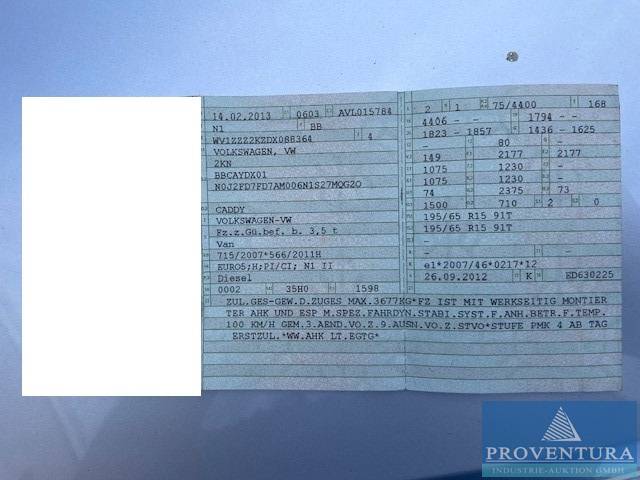 14.02.2013 0603 AVL015784
N1 BB
WV1ZZZ2KZDX088364 4
VOLKSWAGEN, VW
2KN
BBCAYDX01
N0J2FD7FD7AM006N1S27MQG2O
CADDY
VOLKSWAGEN-VW
Fz.z.Gü.bef. b. 3,5 t
Van
715/2007*566/2011H
EURO5;H;PI/CI; N1 II
Diesel
0002 35H0 1598
2 1 75/4400 168
4406 - - 1794 - -
1823 - 1857 1436 - 1625
- 80 -
149 2177 2177
1075 1230 -
1075 1230 -
74 2375 73
1500 710 2 0
195/65 R15 91T
195/65 R15 91T
-
- -
e1*2007/46*0217*12
26.09.2012 K ED630225
ZUL.GES-GEW.D.ZUGES MAX.3677KG*FZ IST MIT WERKSEITIG MONTIER
TER AHK UND ESP M.SPEZ.FAHRDYN.STABI.SYST.F.ANH.BETR.F.TEMP.
100 KM/H GEM.3.AEND.VO.Z.9.AUSN.VO.Z.STVO*STUFE PMK 4 AB TAG
ERSTZUL.*WW.AHK LT.EGTG*
PROVENTURA
INDUSTRIE-AUKTION GMBH